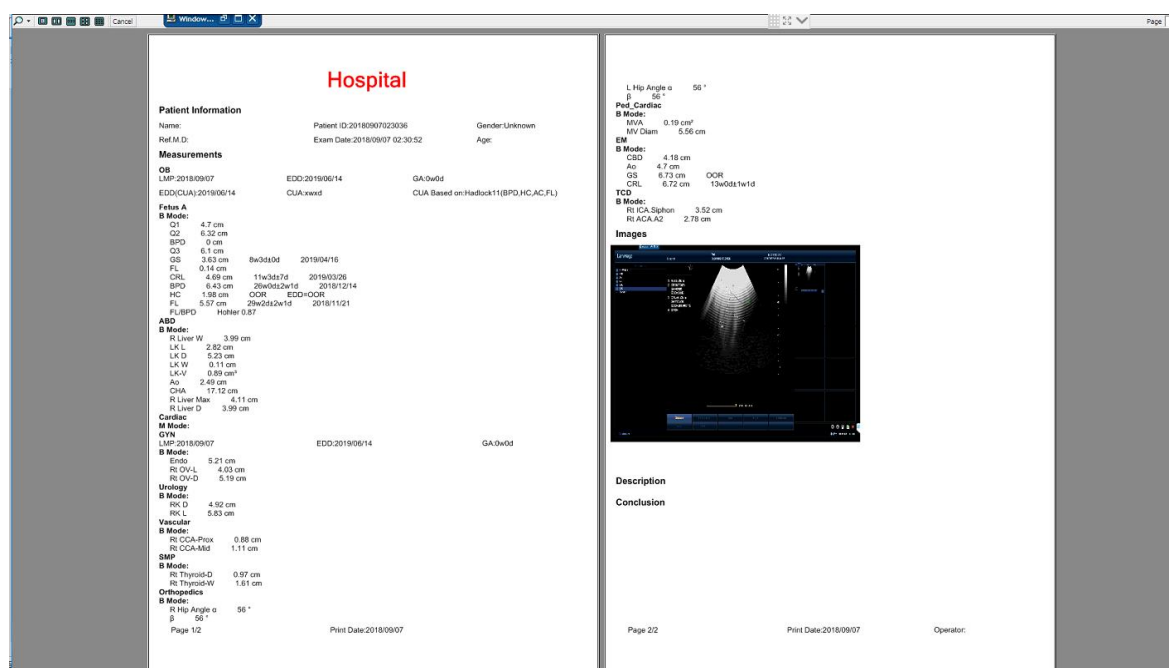 Cancel
Window...
Page
Hospital
Patient Information
Name: Patient ID:20180907023036 Gender:Unknown
Ref.M.D: Exam Date:2018/09/07 02:30:52 Age:
Measurements
OB
LMP:2018/09/07 EDD:2019/06/14 GA:0w0d
EDD(CUA):2019/06/14 CUA:xwxd CUA Based on:Hadlock11(BPD,HC,AC,FL)
Fetus A
B Mode:
Q1 4.7 cm
Q2 6.32 cm
BPD 0 cm
Q3 6.1 cm
GS 3.63 cm 8w3d±0d 2019/04/16
FL 0.14 cm
CRL 4.69 cm 11w3d±7d 2019/03/26
BPD 6.43 cm 26w0d±2w1d 2018/12/14
HC 1.98 cm OOR EDD=OOR
FL 5.57 cm 29w2d±2w1d 2018/11/21
FL/BPD Hohler 0.87
ABD
B Mode:
R Liver W 3.99 cm
LK L 2.82 cm
LK D 5.23 cm
LK W 0.11 cm
LK-V 0.89 cm³
Ao 2.49 cm
CHA 17.12 cm
R Liver Max 4.11 cm
R Liver D 3.99 cm
Cardiac
M Mode:
GYN
LMP:2018/09/07 EDD:2019/06/14 GA:0w0d
B Mode:
Endo 5.21 cm
Rt OV-L 4.03 cm
Rt OV-D 5.19 cm
Urology
B Mode:
RK D 4.92 cm
RK L 5.83 cm
Vascular
B Mode:
Rt CCA-Prox 0.88 cm
Rt CCA-Mid 1.11 cm
SMP
B Mode:
Rt Thyroid-D 0.97 cm
Rt Thyroid-W 1.61 cm
Orthopedics
B Mode:
R Hip Angle α 56 °
β 56 °
Page 1/2 Print Date:2018/09/07
L Hip Angle α 56 °
β 56 °
Ped_Cardiac
B Mode:
MVA 0.19 cm²
MV Diam 5.56 cm
EM
B Mode:
CBD 4.18 cm
Ao 4.7 cm
GS 6.73 cm OOR
CRL 6.72 cm 13w0d±1w1d
TCD
B Mode:
Rt ICA.Siphon 3.52 cm
Rt ACA.A2 2.78 cm
Images
Description
Conclusion
Page 2/2 Print Date:2018/09/07 Operator: